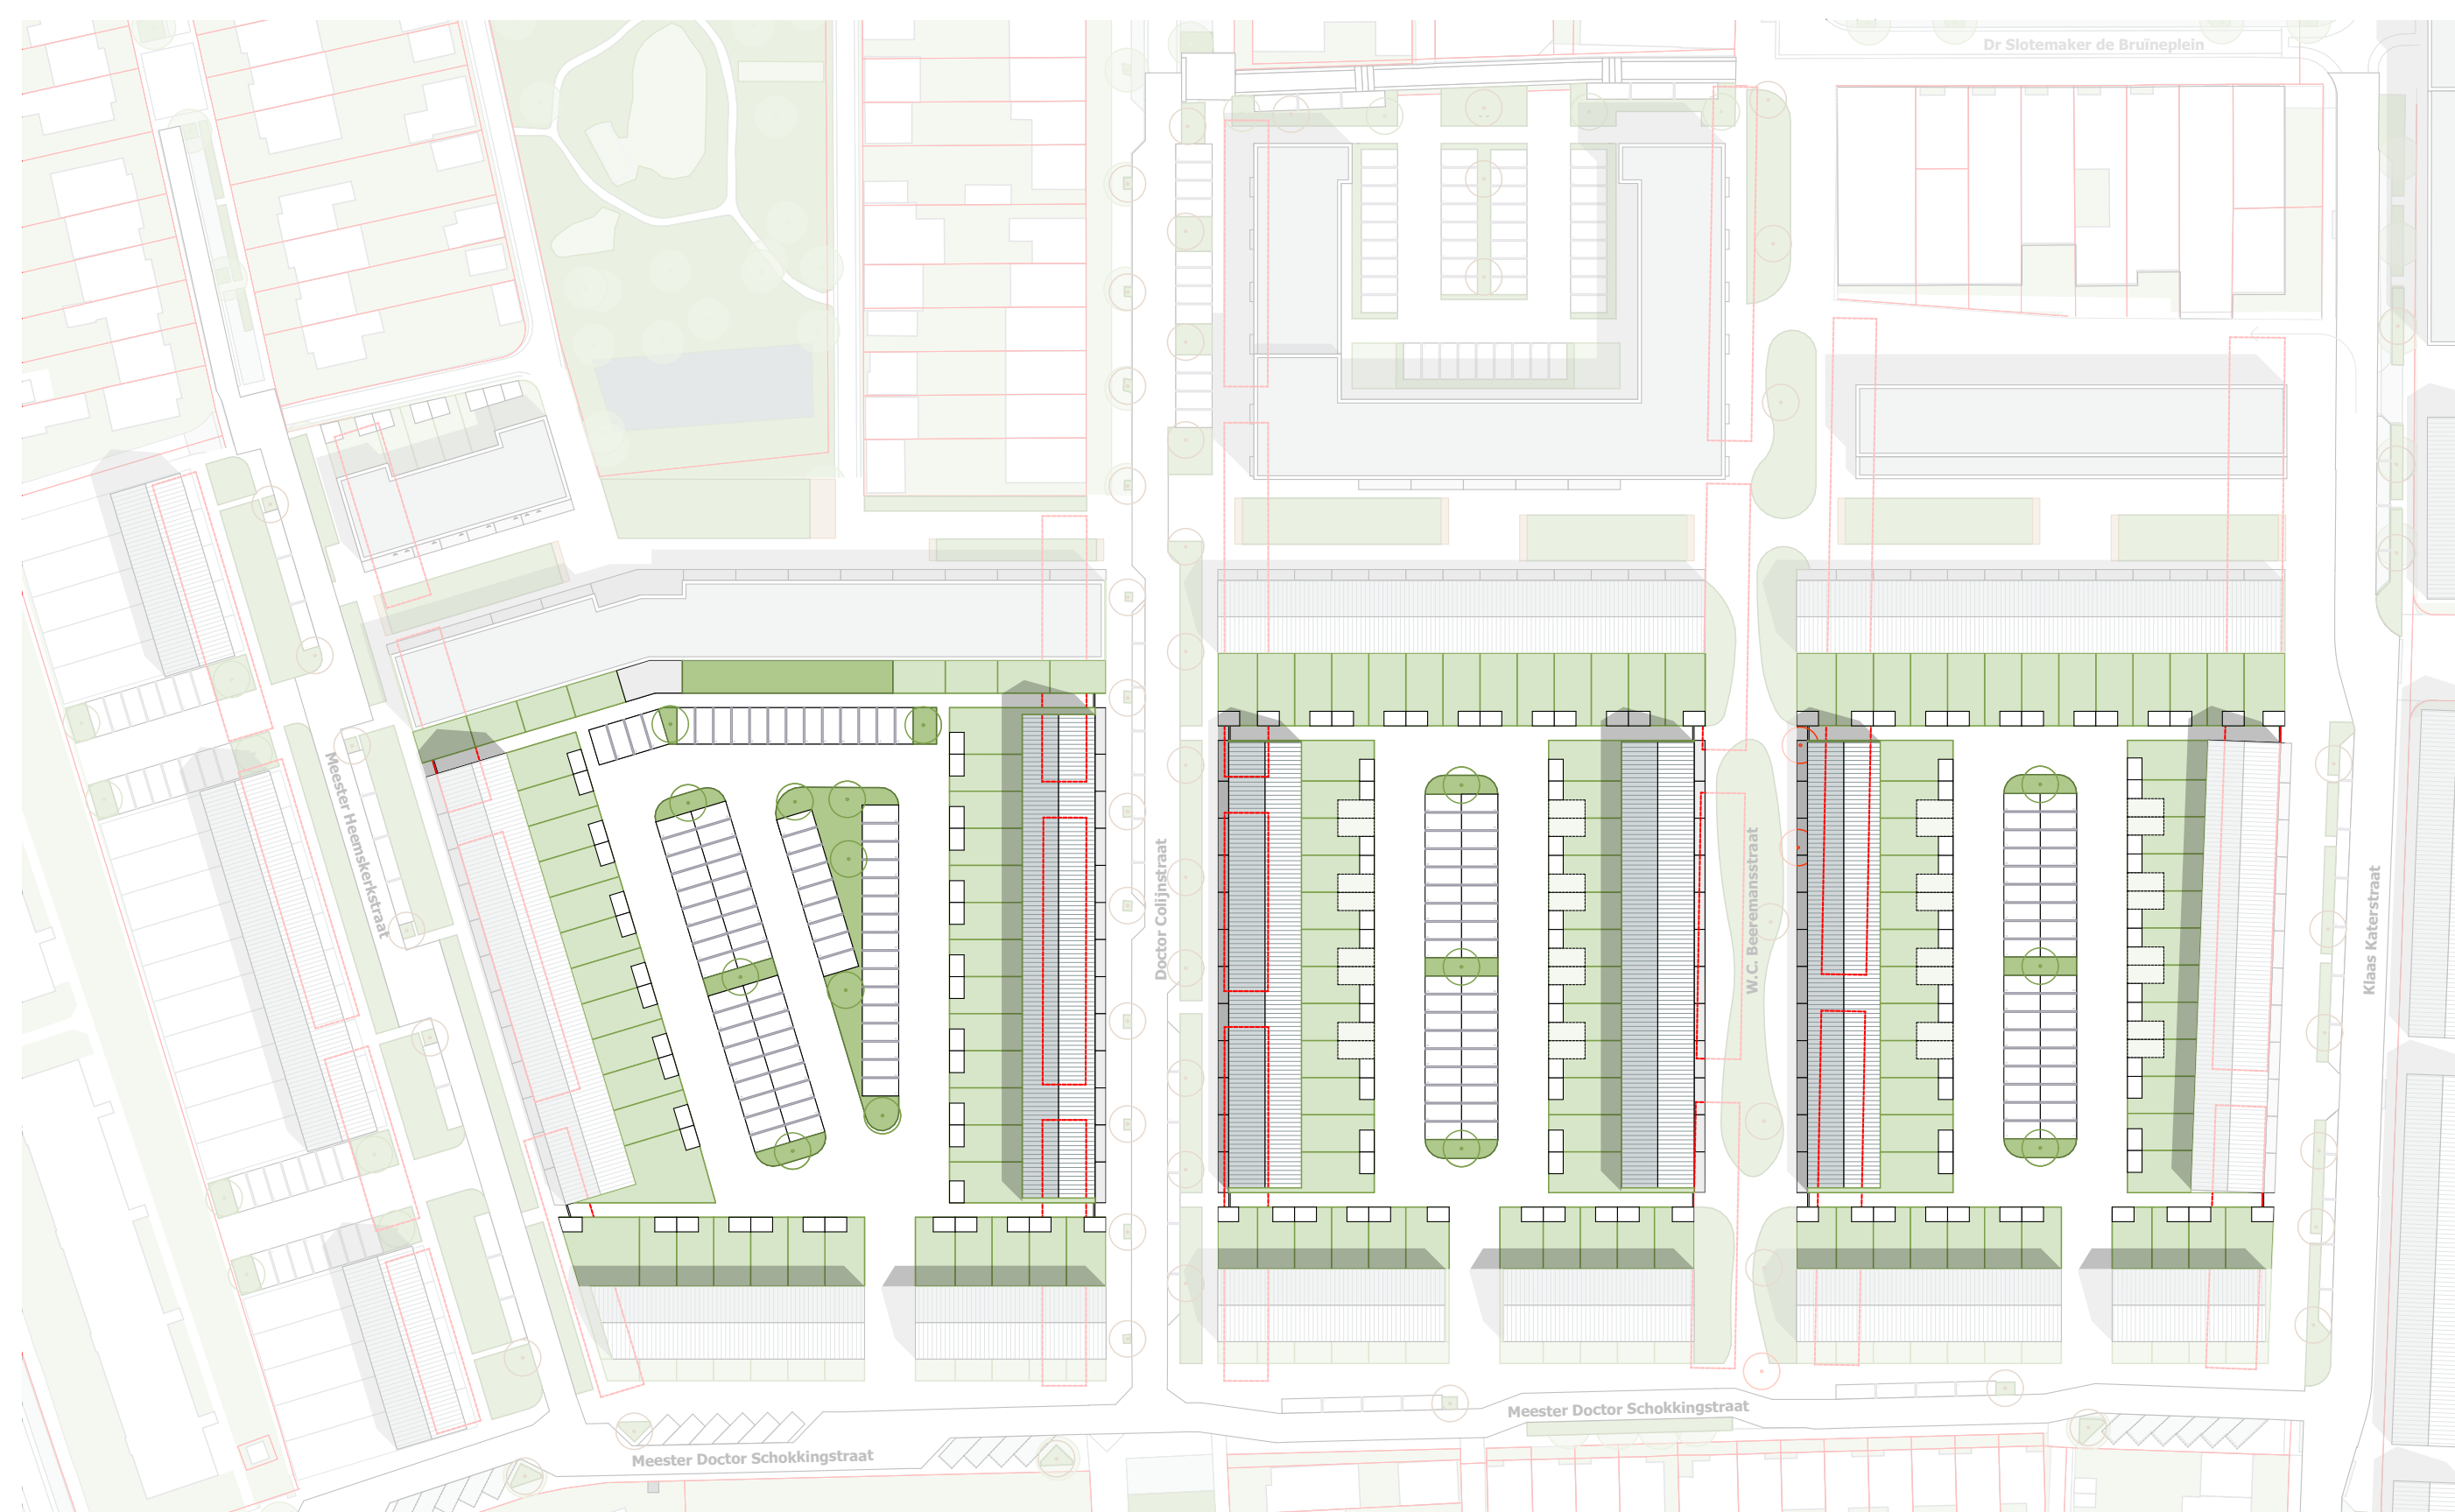 Dr Slotemaker de Bruïneplein
Meester Heemskerkstraat
Doctor Colijnstraat
W.C. Beeremansstraat
Klaas Katerstraat
Meester Doctor Schokkingstraat
Meester Doctor Schokkingstraat